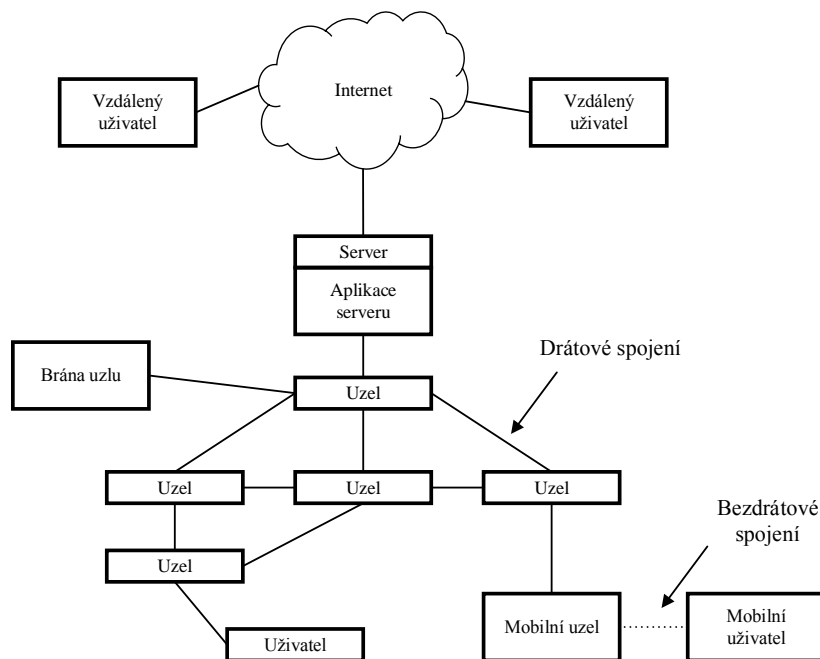 Internet
Vzdálený
uživatel
Vzdálený
uživatel
Server
Aplikace
serveru
Drátové spojení
Brána uzlu
Uzel
Uzel
Uzel
Uzel
Bezdrátové
spojení
Uzel
Mobilní uzel
Mobilní
uživatel
Uživatel